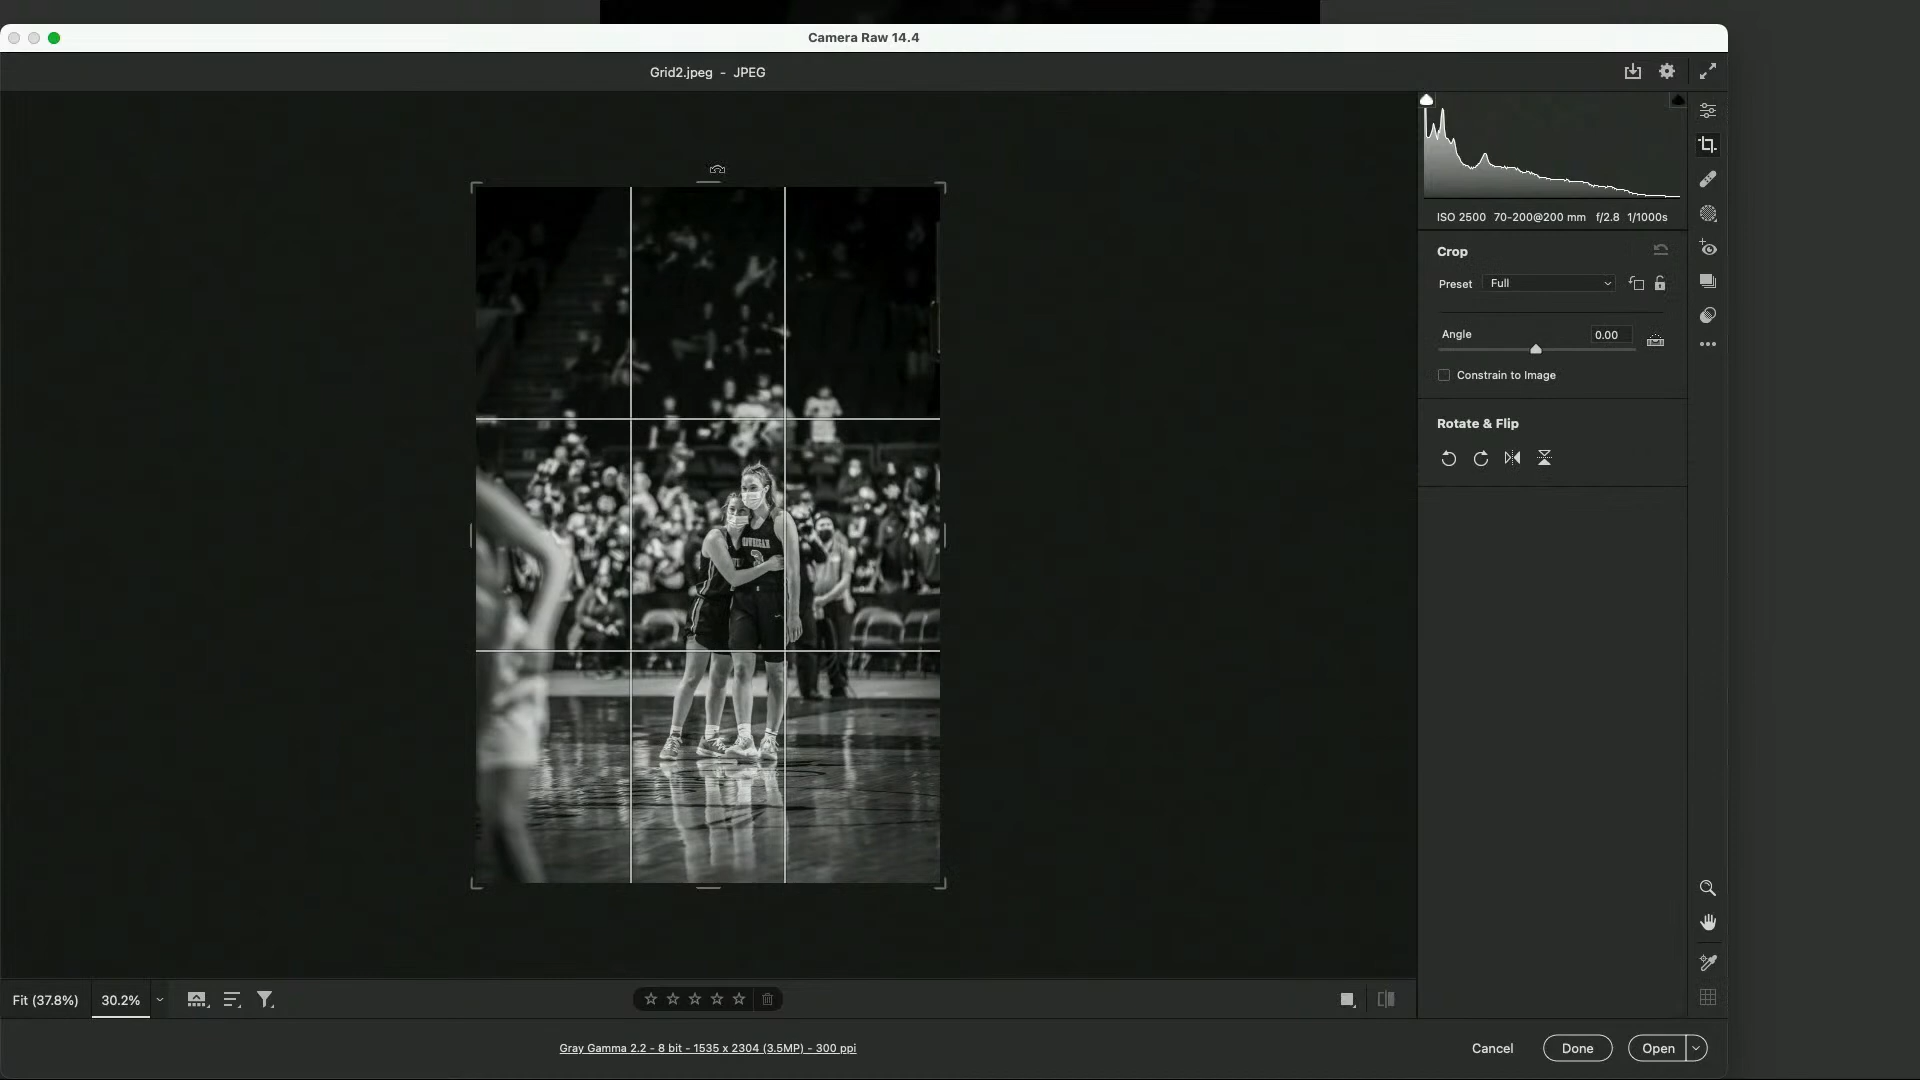 Camera Raw 14.4
Grid2.jpeg - JPEG
ISO 2500 70-200@200 mm f/2.8 1/1000s
Crop
Preset Full
Angle 0.00
Constrain to Image
Rotate & Flip
3
Fit (37.8%) 30.2%
Gray Gamma 2.2 - 8 bit - 1535 x 2304 (3.5MP) - 300 ppi
Cancel Done Open